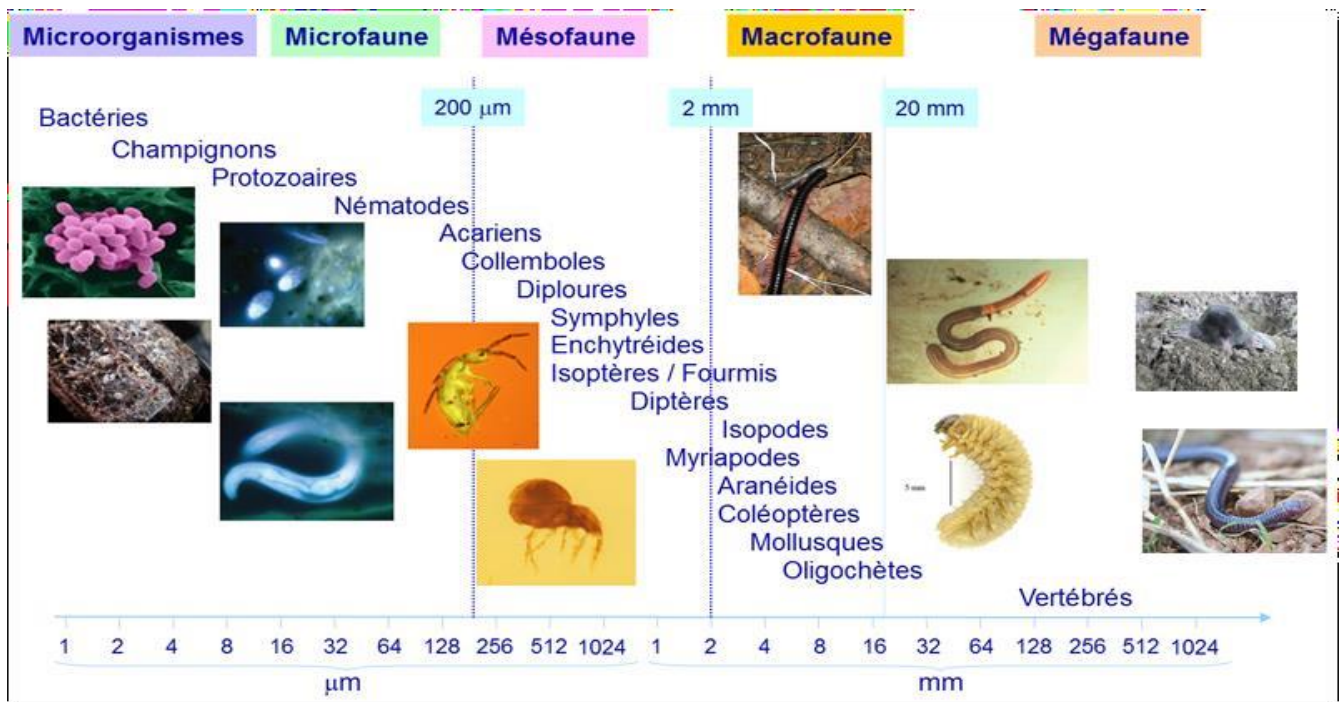 Microorganismes Microfaune Mésofaune Macrofaune Mégafaune
200 µm 2 mm 20 mm
Bactéries
Champignons
Protozoaires
Nématodes
Acariens
Collemboles
Diploures
Symphyles
Enchytréides
Isoptères / Fourmis
Diptères
Isopodes
Myriapodes
Aranéides
5 mm
Coléoptères
Mollusques
Oligochètes
Vertébrés
1 2 4 8 16 32 64 128 256 512 1024 1 2 4 8 16 32 64 128 256 512 1024
µm mm